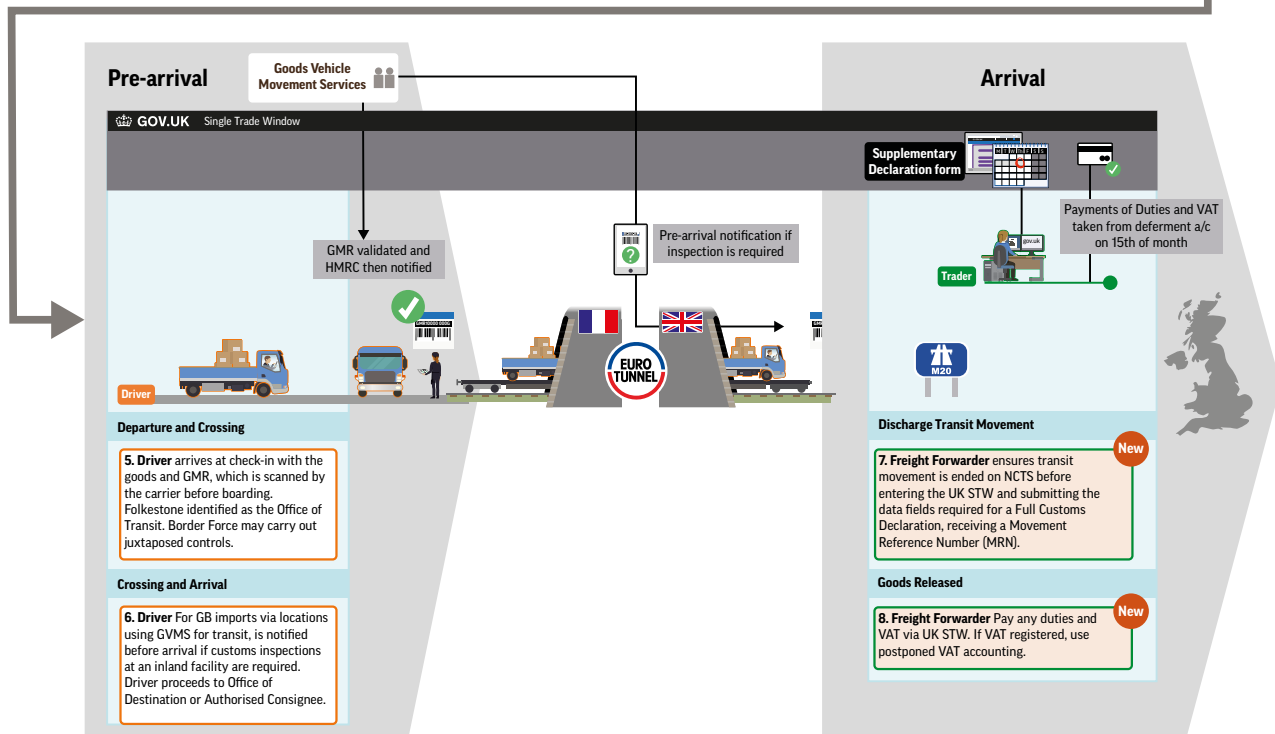 Pre-arrival
Goods Vehicle
Movement Services
Arrival
GOV.UK Single Trade Window
Supplementary
Declaration form
M T W Th F S S
Payments of Duties and VAT
taken from deferment a/c
on 15th of month
GMR validated and
HMRC then notified
Pre-arrival notification if
inspection is required
gov.uk
Trader
EURO
TUNNEL
M20
Driver
Departure and Crossing
5. Driver arrives at check-in with the
goods and GMR, which is scanned by
the carrier before boarding.
Folkestone identified as the Office of
Transit. Border Force may carry out
juxtaposed controls.
Crossing and Arrival
6. Driver For GB imports via locations
using GVMS for transit, is notified
before arrival if customs inspections
at an inland facility are required.
Driver proceeds to Office of
Destination or Authorised Consignee.
Discharge Transit Movement
New
7. Freight Forwarder ensures transit
movement is ended on NCTS before
entering the UK STW and submitting the
data fields required for a Full Customs
Declaration, receiving a Movement
Reference Number (MRN).
Goods Released
New
8. Freight Forwarder Pay any duties and
VAT via UK STW. If VAT registered, use
postponed VAT accounting.